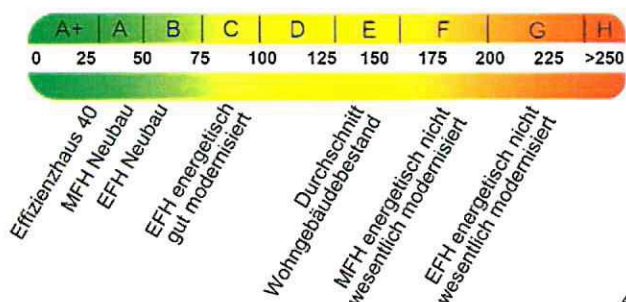 A+ A B C D E F G H
0 25 50 75 100 125 150 175 200 225 >250
Effizienzhaus 40
MFH Neubau
EFH Neubau
EFH energetisch
gut modernisiert
Durchschnitt
Wohngebäudebestand
MFH energetisch nicht
wesentlich modernisiert
EFH energetisch nicht
wesentlich modernisiert